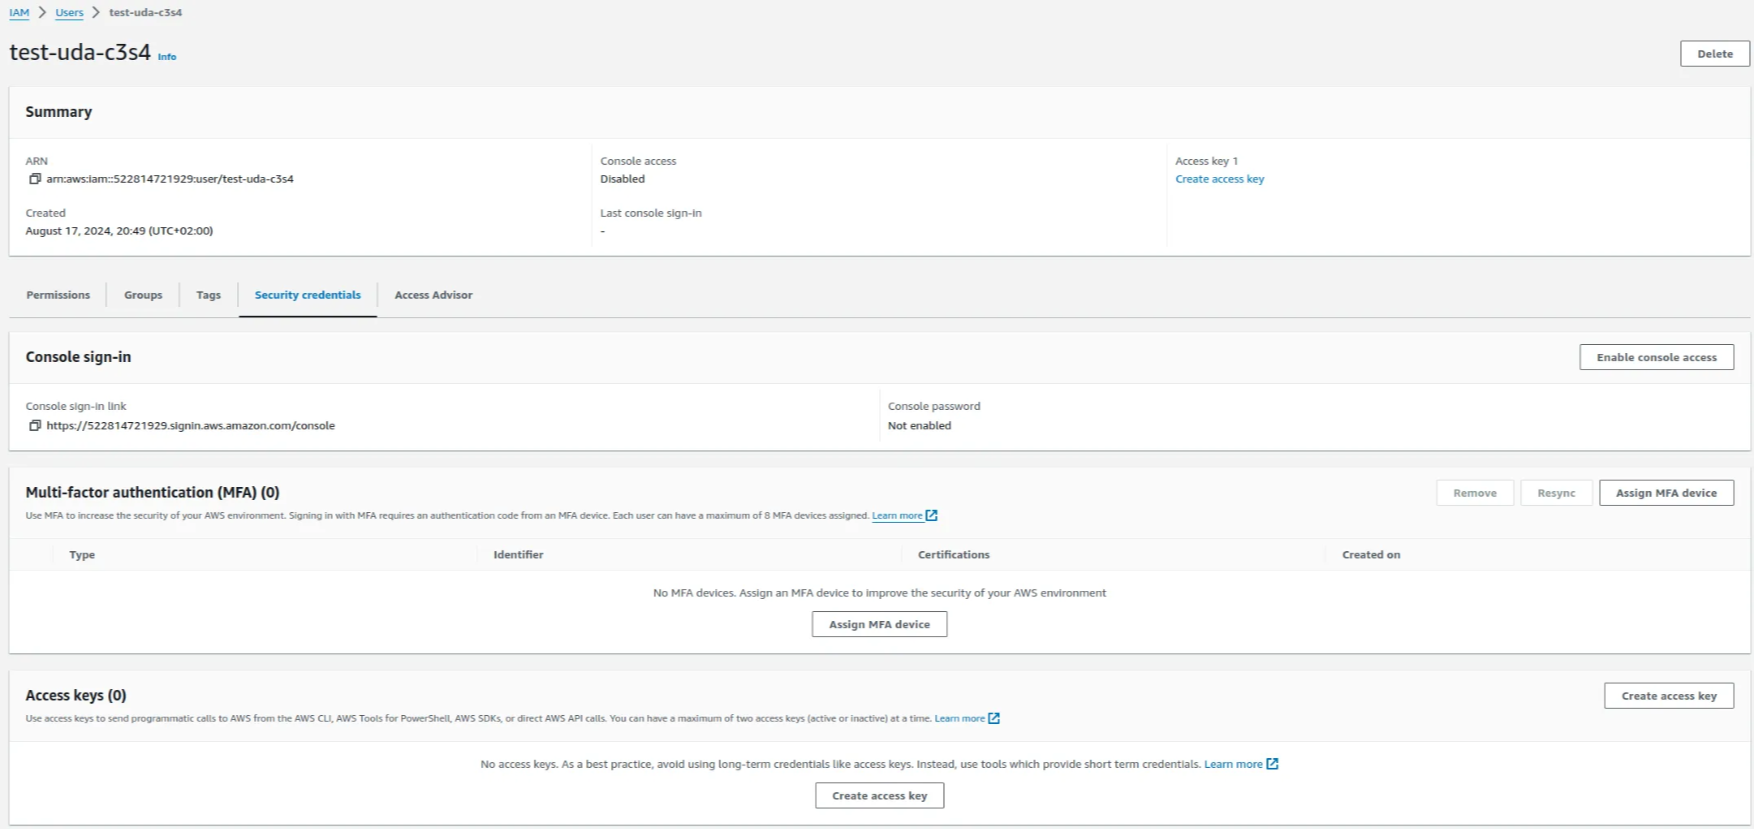 IAM > Users > test-uda-c3s4
test-uda-c3s4 Info
Delete
Summary
ARN
arn:aws:iam::522814721929:user/test-uda-c3s4
Created
August 17, 2024, 20:49 (UTC+02:00)
Console access
Disabled
Last console sign-in
-
Access key 1
Create access key
Permissions Groups Tags Security credentials Access Advisor
Console sign-in
Enable console access
Console sign-in link
https://522814721929.signin.aws.amazon.com/console
Console password
Not enabled
Multi-factor authentication (MFA) (0)
Use MFA to increase the security of your AWS environment. Signing in with MFA requires an authentication code from an MFA device. Each user can have a maximum of 8 MFA devices assigned. Learn more
Remove Resync Assign MFA device
Type Identifier Certifications Created on
No MFA devices. Assign an MFA device to improve the security of your AWS environment
Assign MFA device
Access keys (0)
Use access keys to send programmatic calls to AWS from the AWS CLI, AWS Tools for PowerShell, AWS SDKs, or direct AWS API calls. You can have a maximum of two access keys (active or inactive) at a time. Learn more
Create access key
No access keys. As a best practice, avoid using long-term credentials like access keys. Instead, use tools which provide short term credentials. Learn more
Create access key